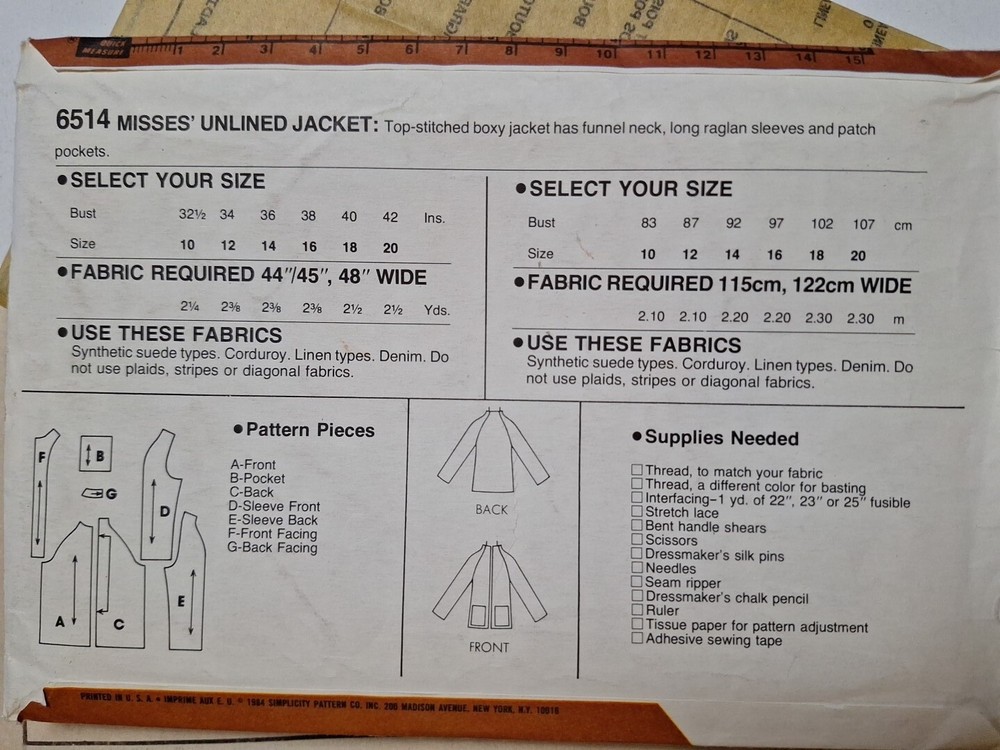 QUICK MEASURE 1 2 3 4 5 6 7 8 9 10 11 12 13 14 15
6514 MISSES' UNLINED JACKET: Top-stitched boxy jacket has funnel neck, long raglan sleeves and patch
pockets.
●SELECT YOUR SIZE
Bust 32½ 34 36 38 40 42 Ins.
Size 10 12 14 16 18 20
●FABRIC REQUIRED 44"/45", 48" WIDE
2¼ 2⅜ 2⅜ 2⅜ 2½ 2½ Yds.
●USE THESE FABRICS
Synthetic suede types. Corduroy. Linen types. Denim. Do
not use plaids, stripes or diagonal fabrics.
●SELECT YOUR SIZE
Bust 83 87 92 97 102 107 cm
Size 10 12 14 16 18 20
●FABRIC REQUIRED 115cm, 122cm WIDE
2.10 2.10 2.20 2.20 2.30 2.30 m
●USE THESE FABRICS
Synthetic suede types. Corduroy. Linen types. Denim. Do
not use plaids, stripes or diagonal fabrics.
F
B
G
D
A
C
E
●Pattern Pieces
A-Front
B-Pocket
C-Back
D-Sleeve Front
E-Sleeve Back
F-Front Facing
G-Back Facing
BACK
FRONT
●Supplies Needed
Thread, to match your fabric
Thread, a different color for basting
Interfacing-1 yd. of 22", 23" or 25" fusible
Stretch lace
Bent handle shears
Scissors
Dressmaker's silk pins
Needles
Seam ripper
Dressmaker's chalk pencil
Ruler
Tissue paper for pattern adjustment
Adhesive sewing tape
PRINTED IN U. S. A. • IMPRIME AUX E. U. © 1984 SIMPLICITY PATTERN CO. INC. 200 MADISON AVENUE, NEW YORK, N.Y. 10016